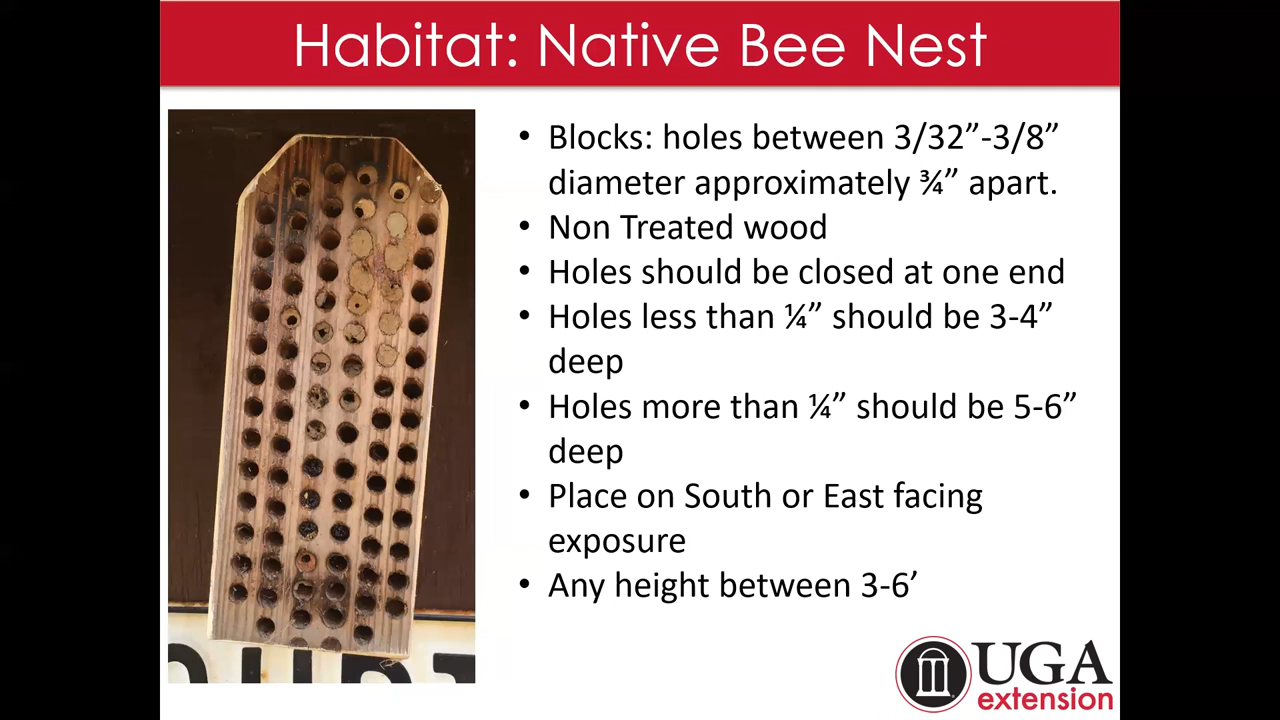 Habitat: Native Bee Nest
• Blocks: holes between 3/32”-3/8”
diameter approximately ¾” apart.
• Non Treated wood
• Holes should be closed at one end
• Holes less than ¼” should be 3-4”
deep
• Holes more than ¼” should be 5-6”
deep
• Place on South or East facing
exposure
• Any height between 3-6’
UGA
extension